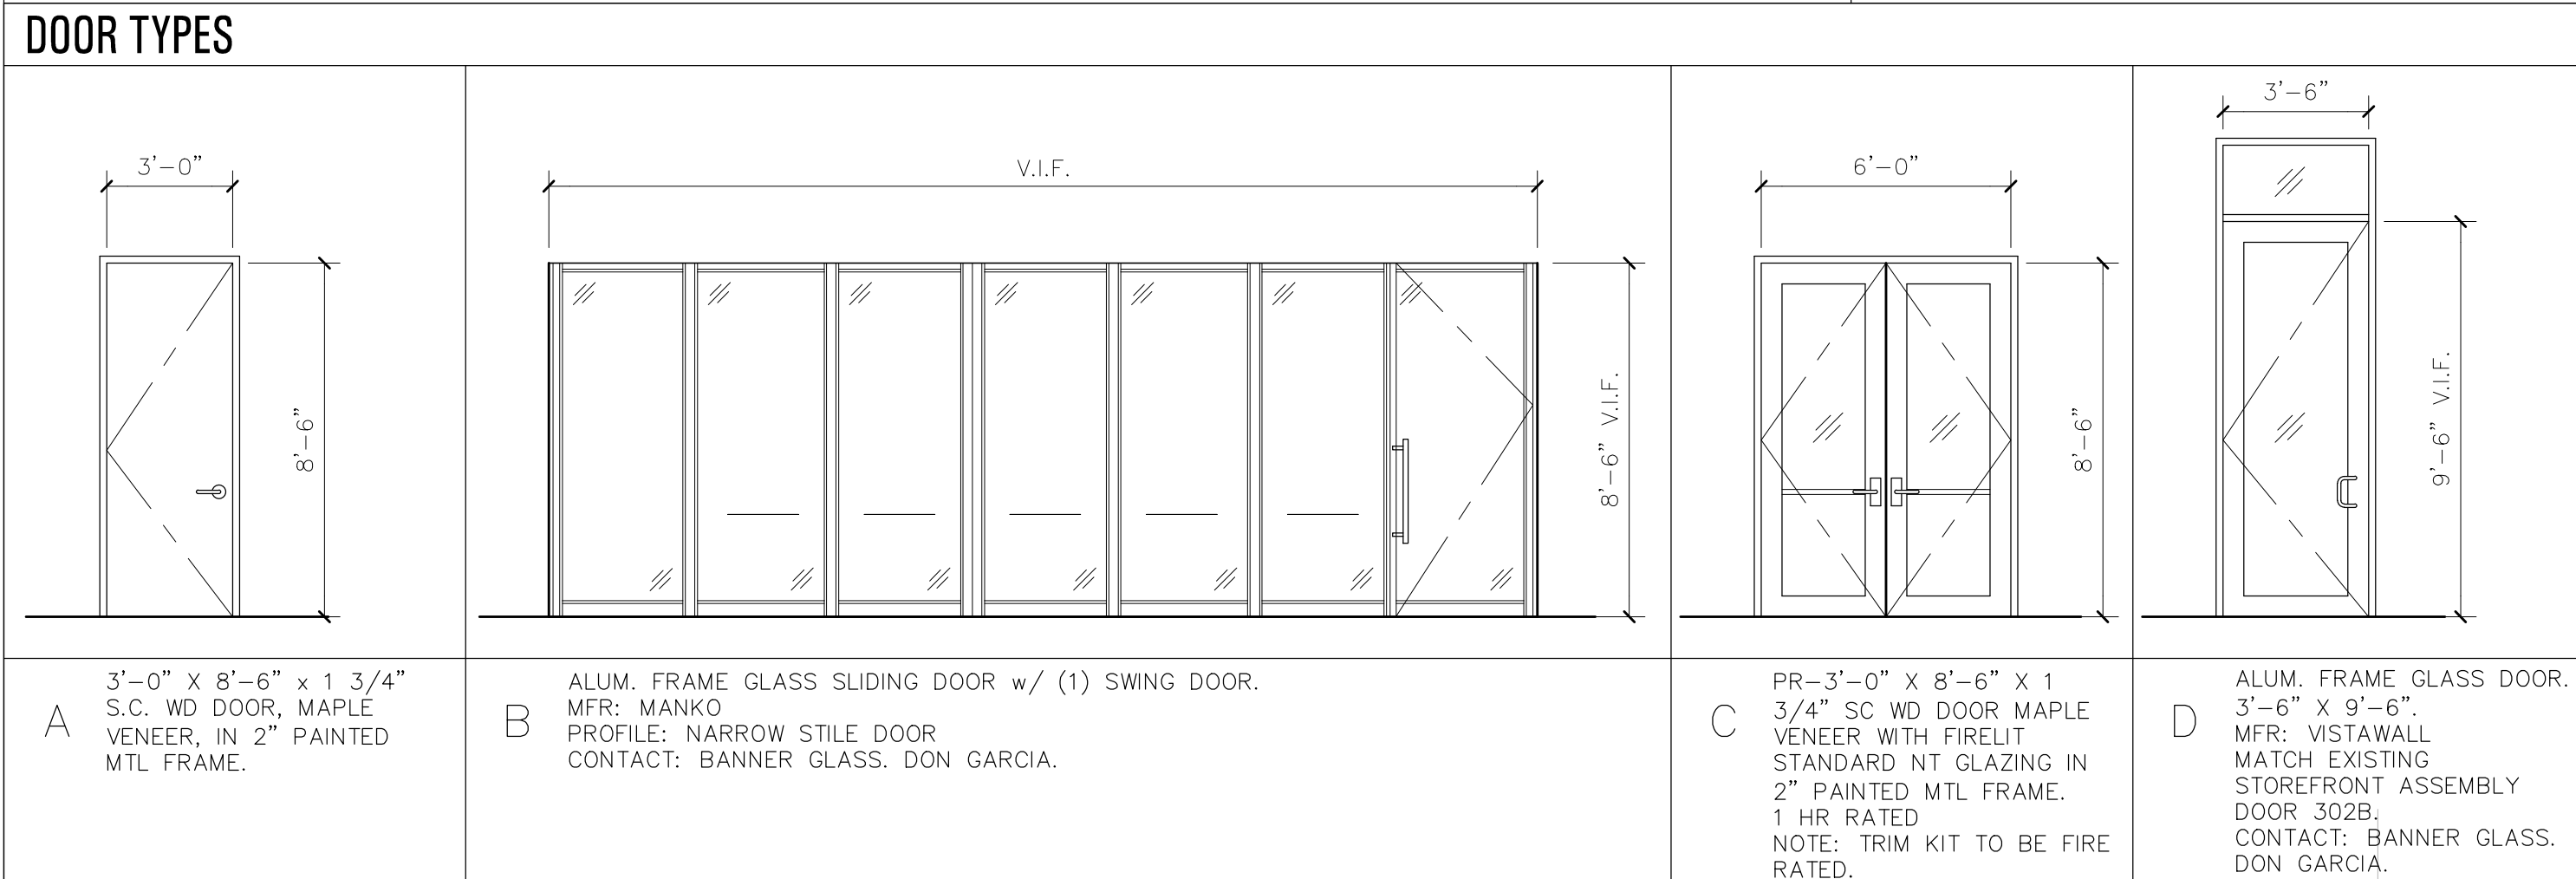 DOOR TYPES
3'-0"
8'-6"
V.I.F.
8'-6" V.I.F.
6'-0"
8'-6"
3'-6"
9'-6" V.I.F.
A
3'-0" X 8'-6" x 1 3/4"
S.C. WD DOOR, MAPLE
VENEER, IN 2" PAINTED
MTL FRAME.
B
ALUM. FRAME GLASS SLIDING DOOR w/ (1) SWING DOOR.
MFR: MANKO
PROFILE: NARROW STILE DOOR
CONTACT: BANNER GLASS. DON GARCIA.
C
PR-3'-0" X 8'-6" X 1
3/4" SC WD DOOR MAPLE
VENEER WITH FIRELIT
STANDARD NT GLAZING IN
2" PAINTED MTL FRAME.
1 HR RATED
NOTE: TRIM KIT TO BE FIRE
RATED.
D
ALUM. FRAME GLASS DOOR.
3'-6" X 9'-6".
MFR: VISTAWALL
MATCH EXISTING
STOREFRONT ASSEMBLY
DOOR 302B.
CONTACT: BANNER GLASS.
DON GARCIA.